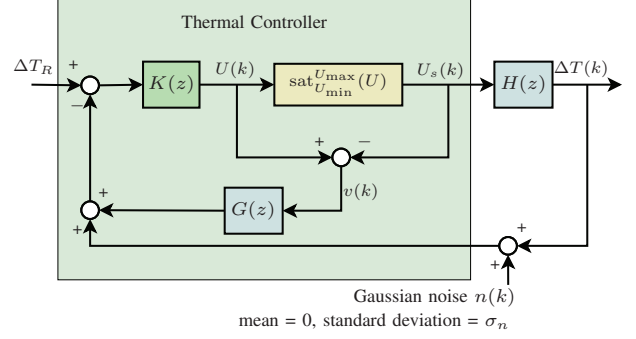 Thermal Controller
ΔT_R
+
−
K(z)
U(k)
sat_{U_min}^{U_max}(U)
U_s(k)
H(z)
ΔT(k)
+
−
v(k)
G(z)
+
+
+
+
Gaussian noise n(k)
mean = 0, standard deviation = σ_n